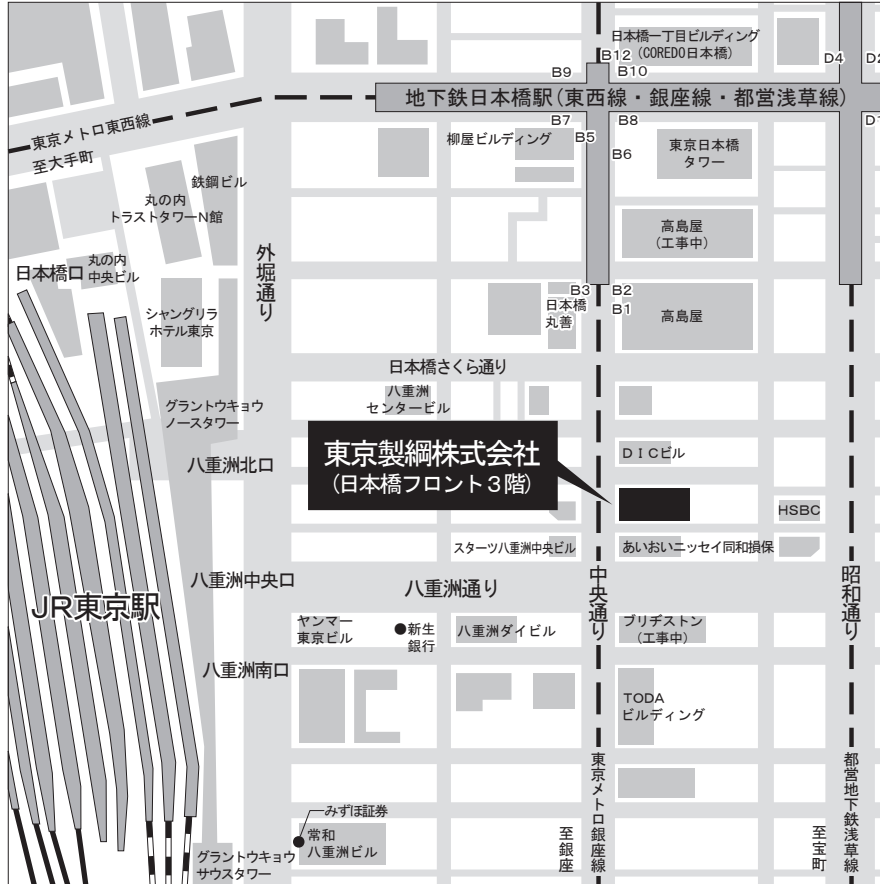 日本橋一丁目ビルディング
(COREDO日本橋)
B12
B9
B10
D4
D2
地下鉄日本橋駅(東西線・銀座線・都営浅草線)
B7
B5
B8
D1
B6
東京メトロ東西線
至大手町
柳屋ビルディング
東京日本橋
タワー
鉄鋼ビル
丸の内
トラストタワーN館
高島屋
(工事中)
外堀通り
日本橋口
丸の内
中央ビル
B3
B2
B1
日本橋
丸善
高島屋
シャングリラ
ホテル東京
日本橋さくら通り
八重洲
センタービル
グラントウキョウ
ノースタワー
八重洲北口
東京製綱株式会社
(日本橋フロント3階)
DICビル
HSBC
スターツ八重洲中央ビル
あいおいニッセイ同和損保
八重洲中央口
八重洲通り
中央通り
昭和通り
JR東京駅
ヤンマー
東京ビル
●新生
銀行
八重洲ダイビル
ブリヂストン
(工事中)
八重洲南口
TODA
ビルディング
東京メトロ銀座線
都営地下鉄浅草線
みずほ証券
常和
八重洲ビル
至銀座
至宝町
グラントウキョウ
サウスタワー